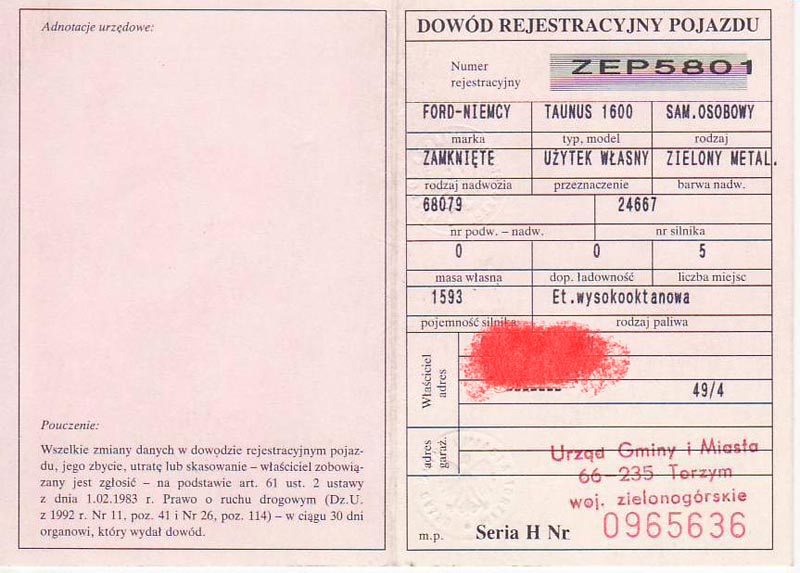 Adnotacje urzędowe:
Pouczenie:
Wszelkie zmiany danych w dowodzie rejestracyjnym pojaz-
du, jego zbycie, utratę lub skasowanie – właściciel zobowią-
zany jest zgłosić – na podstawie art. 61 ust. 2 ustawy
z dnia 1.02.1983 r. Prawo o ruchu drogowym (Dz.U.
z 1992 r. Nr 11, poz. 41 i Nr 26, poz. 114) – w ciągu 30 dni
organowi, który wydał dowód.
DOWÓD REJESTRACYJNY POJAZDU
Numer
rejestracyjny
ZEP5801
FORD-NIEMCY TAUNUS 1600 SAM.OSOBOWY
marka typ, model rodzaj
ZAMKNIĘTE UŻYTEK WŁASNY ZIELONY METAL.
rodzaj nadwozia przeznaczenie barwa nadw.
68079 24667
nr podw. – nadw. nr silnika
0 0 5
masa własna dop. ładowność liczba miejsc
1593 Et.wysokooktanowa
pojemność silnika rodzaj paliwa
Właściciel
adres
49/4
adres
garaż.
Urząd Gminy i Miasta
66-235 Torzym
woj. zielonogórskie
m.p. Seria H Nr 0965636